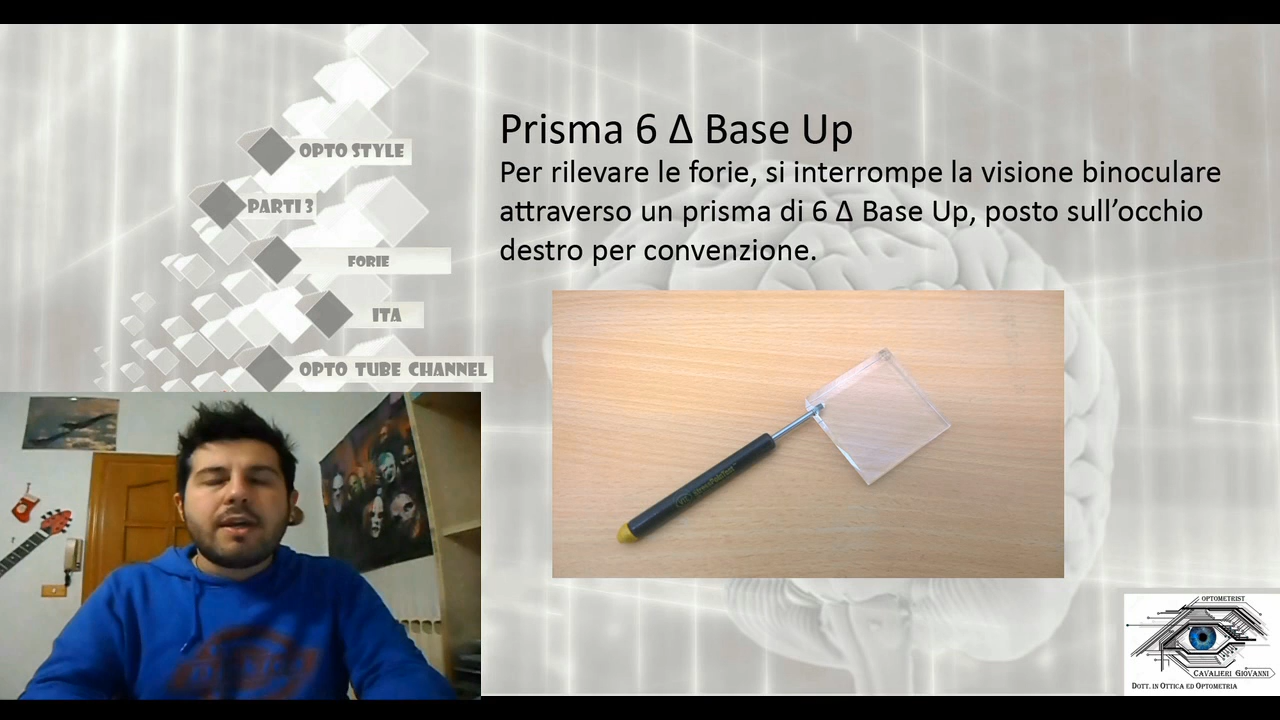 OPTO STYLE
PARTI 3
FORIE
ITA
OPTO TUBE CHANNEL
Prisma 6 Δ Base Up
Per rilevare le forie, si interrompe la visione binoculare
attraverso un prisma di 6 Δ Base Up, posto sull’occhio
destro per convenzione.
OPTOMETRIST
CAVALIERI GIOVANNI
DOTT. IN OTTICA ED OPTOMETRIA